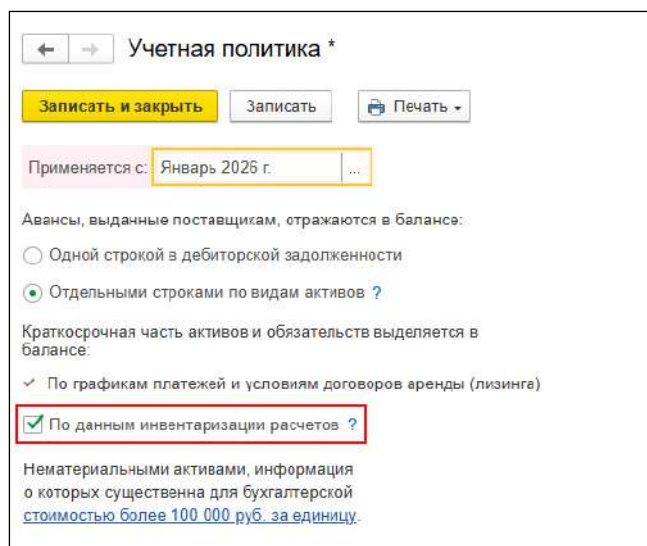 Учетная политика *
Записать и закрыть Записать Печать
Применяется с: Январь 2026 г. ...
Авансы, выданные поставщикам, отражаются в балансе:
Одной строкой в дебиторской задолженности
Отдельными строками по видам активов ?
Краткосрочная часть активов и обязательств выделяется в
балансе:
По графикам платежей и условиям договоров аренды (лизинга)
По данным инвентаризации расчетов ?
Нематериальными активами, информация
о которых существенна для бухгалтерской
стоимостью более 100 000 руб. за единицу.